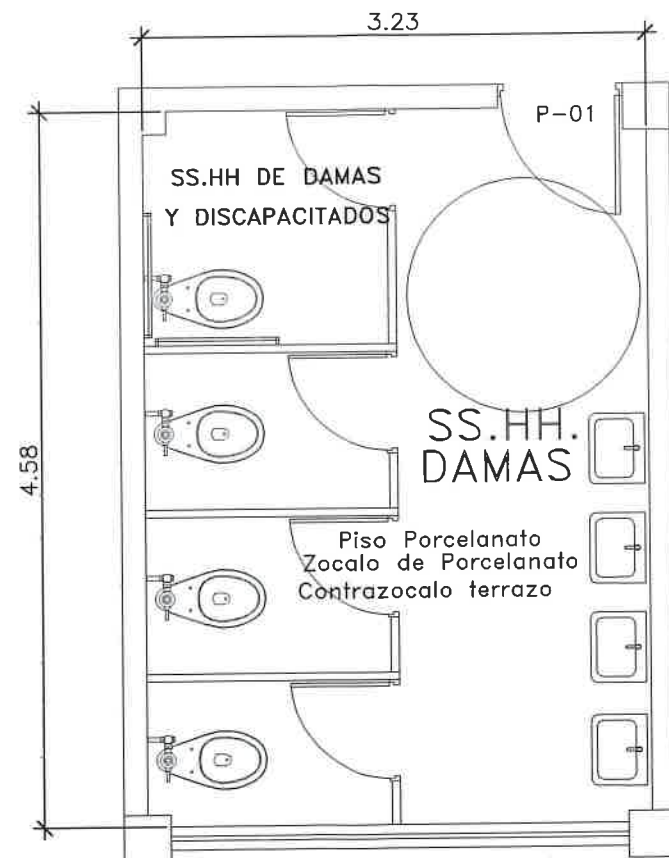 3.23
P-01
SS.HH DE DAMAS
Y DISCAPACITADOS
4.58
SS.HH.
DAMAS
Piso Porcelanato
Zocalo de Porcelanato
Contrazocalo terrazo